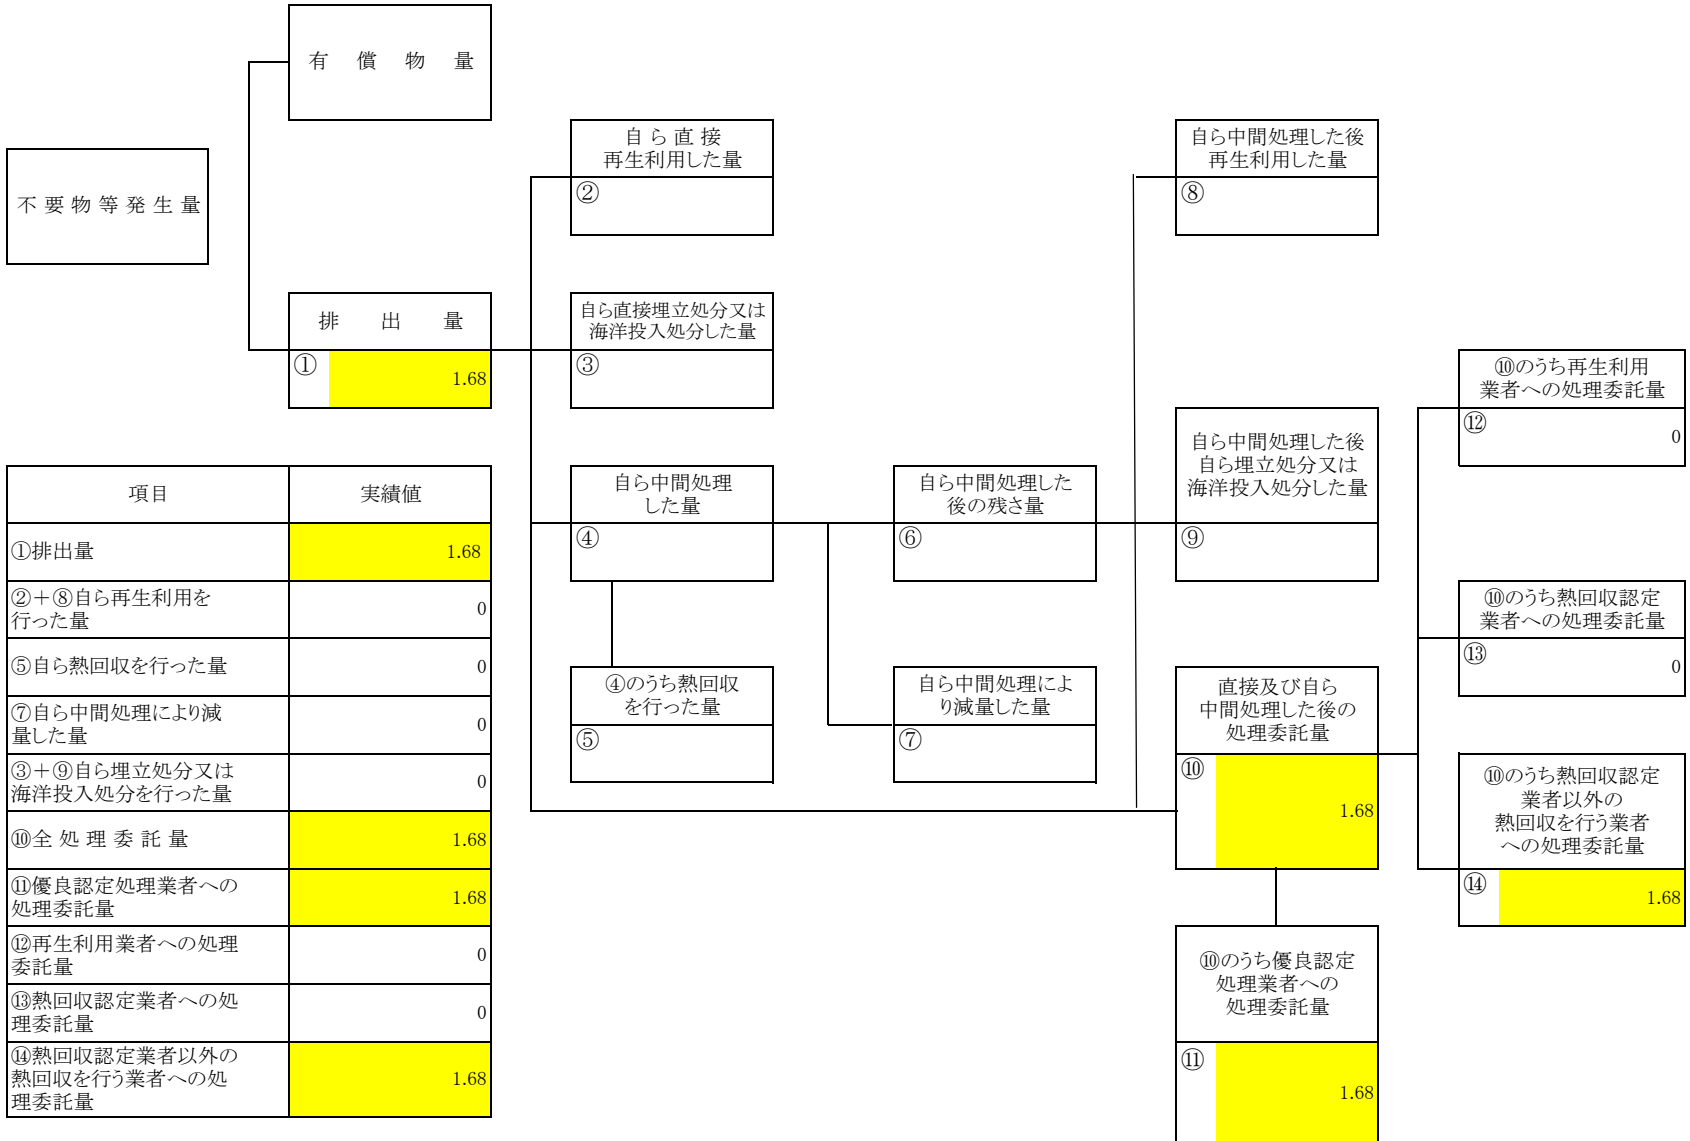 有 償 物 量
不 要 物 等 発 生 量
排 出 量
①
1.68
自 ら 直 接
再生利用した量
②
自ら直接埋立処分又は
海洋投入処分した量
③
自ら中間処理
した量
④
④のうち熱回収
を行った量
⑤
自ら中間処理した
後の残さ量
⑥
自ら中間処理によ
り減量した量
⑦
自ら中間処理した後
再生利用した量
⑧
自ら中間処理した後
自ら埋立処分又は
海洋投入処分した量
⑨
直接及び自ら
中間処理した後の
処理委託量
⑩
1.68
⑩のうち優良認定
処理業者への
処理委託量
⑪
1.68
⑩のうち再生利用
業者への処理委託量
⑫
0
⑩のうち熱回収認定
業者への処理委託量
⑬
0
⑩のうち熱回収認定
業者以外の
熱回収を行う業者
への処理委託量
⑭
1.68
項目 実績値
①排出量 1.68
②＋⑧自ら再生利用を
行った量 0
⑤自ら熱回収を行った量 0
⑦自ら中間処理により減
量した量 0
③＋⑨自ら埋立処分又は
海洋投入処分を行った量 0
⑩全 処 理 委 託 量 1.68
⑪優良認定処理業者への
処理委託量 1.68
⑫再生利用業者への処理
委託量 0
⑬熱回収認定業者への処
理委託量 0
⑭熱回収認定業者以外の
熱回収を行う業者への処
理委託量 1.68